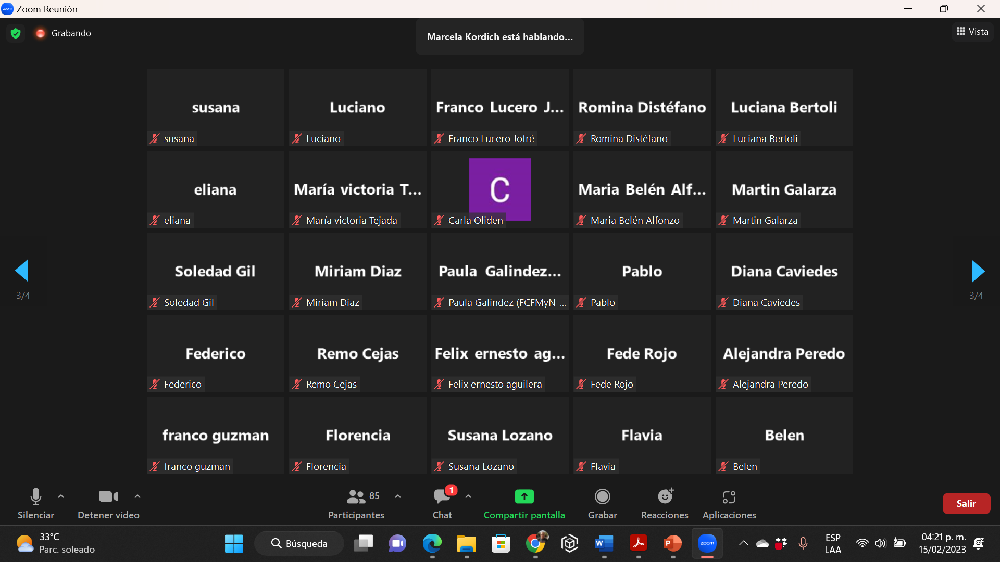 zoom Zoom Reunión
Grabando
Marcela Kordich está hablando...
Vista
susana
susana
Luciano
Luciano
Franco Lucero J...
Franco Lucero Jofré
Romina Distéfano
Romina Distéfano
Luciana Bertoli
Luciana Bertoli
eliana
eliana
María victoria T...
María victoria Tejada
C
Carla Oliden
Maria Belén Alf...
Maria Belén Alfonzo
Martin Galarza
Martin Galarza
3/4
Soledad Gil
Soledad Gil
Miriam Diaz
Miriam Diaz
Paula Galindez...
Paula Galindez (FCFMyN-...
Pablo
Pablo
Diana Caviedes
Diana Caviedes
3/4
Federico
Federico
Remo Cejas
Remo Cejas
Felix ernesto ag...
Felix ernesto aguilera
Fede Rojo
Fede Rojo
Alejandra Peredo
Alejandra Peredo
franco guzman
franco guzman
Florencia
Florencia
Susana Lozano
Susana Lozano
Flavia
Flavia
Belen
Belen
Silenciar
Detener vídeo
85
Participantes
1
Chat
Compartir pantalla
Grabar
Reacciones
Aplicaciones
Salir
33°C
Parc. soleado
Búsqueda
W
P
zoom
ESP
LAA
04:21 p. m.
15/02/2023